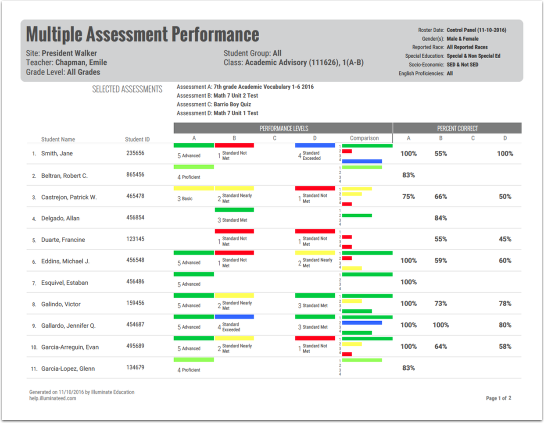 Multiple Assessment Performance
Site: President Walker
Teacher: Chapman, Emile
Grade Level: All Grades
Student Group: All
Class: Academic Advisory (111626), 1(A-B)
Roster Date: Control Panel (11-10-2016)
Gender(s): Male & Female
Reported Race: All Reported Races
Special Education: Special & Non Special Ed
Socio-Economic: SED & Not SED
English Proficiencies: All
SELECTED ASSESSMENTS
Assessment A: 7th grade Academic Vocabulary 1-6 2016
Assessment B: Math 7 Unit 2 Test
Assessment C: Barrio Boy Quiz
Assessment D: Math 7 Unit 1 Test
PERFORMANCE LEVELS PERCENT CORRECT
Student Name Student ID A B C D Comparison A B C D
1. Smith, Jane 235656 5 Advanced 1 Standard Not Met 4 Standard Exceeded 100% 55% 100%
2. Beltran, Robert C. 865456 4 Proficient 83%
3. Castrejon, Patrick W. 465478 3 Basic 2 Standard Nearly Met 1 Standard Not Met 75% 66% 50%
4. Delgado, Allan 456854 3 Standard Met 84%
5. Duarte, Francine 123145 1 Standard Not Met 1 Standard Not Met 55% 45%
6. Eddins, Michael J. 456548 5 Advanced 1 Standard Not Met 2 Standard Nearly Met 100% 59% 60%
7. Esquivel, Estaban 456486 5 Advanced 100%
8. Galindo, Victor 159456 5 Advanced 2 Standard Nearly Met 3 Standard Met 100% 73% 78%
9. Gallardo, Jennifer Q. 454687 5 Advanced 4 Standard Exceeded 3 Standard Met 100% 100% 80%
10. Garcia-Arreguin, Evan 495689 5 Advanced 2 Standard Nearly Met 1 Standard Not Met 100% 64% 58%
11. Garcia-Lopez, Glenn 134679 4 Proficient 83%
Generated on 11/10/2016 by Illuminate Education
help.illuminateed.com
Page 1 of 2